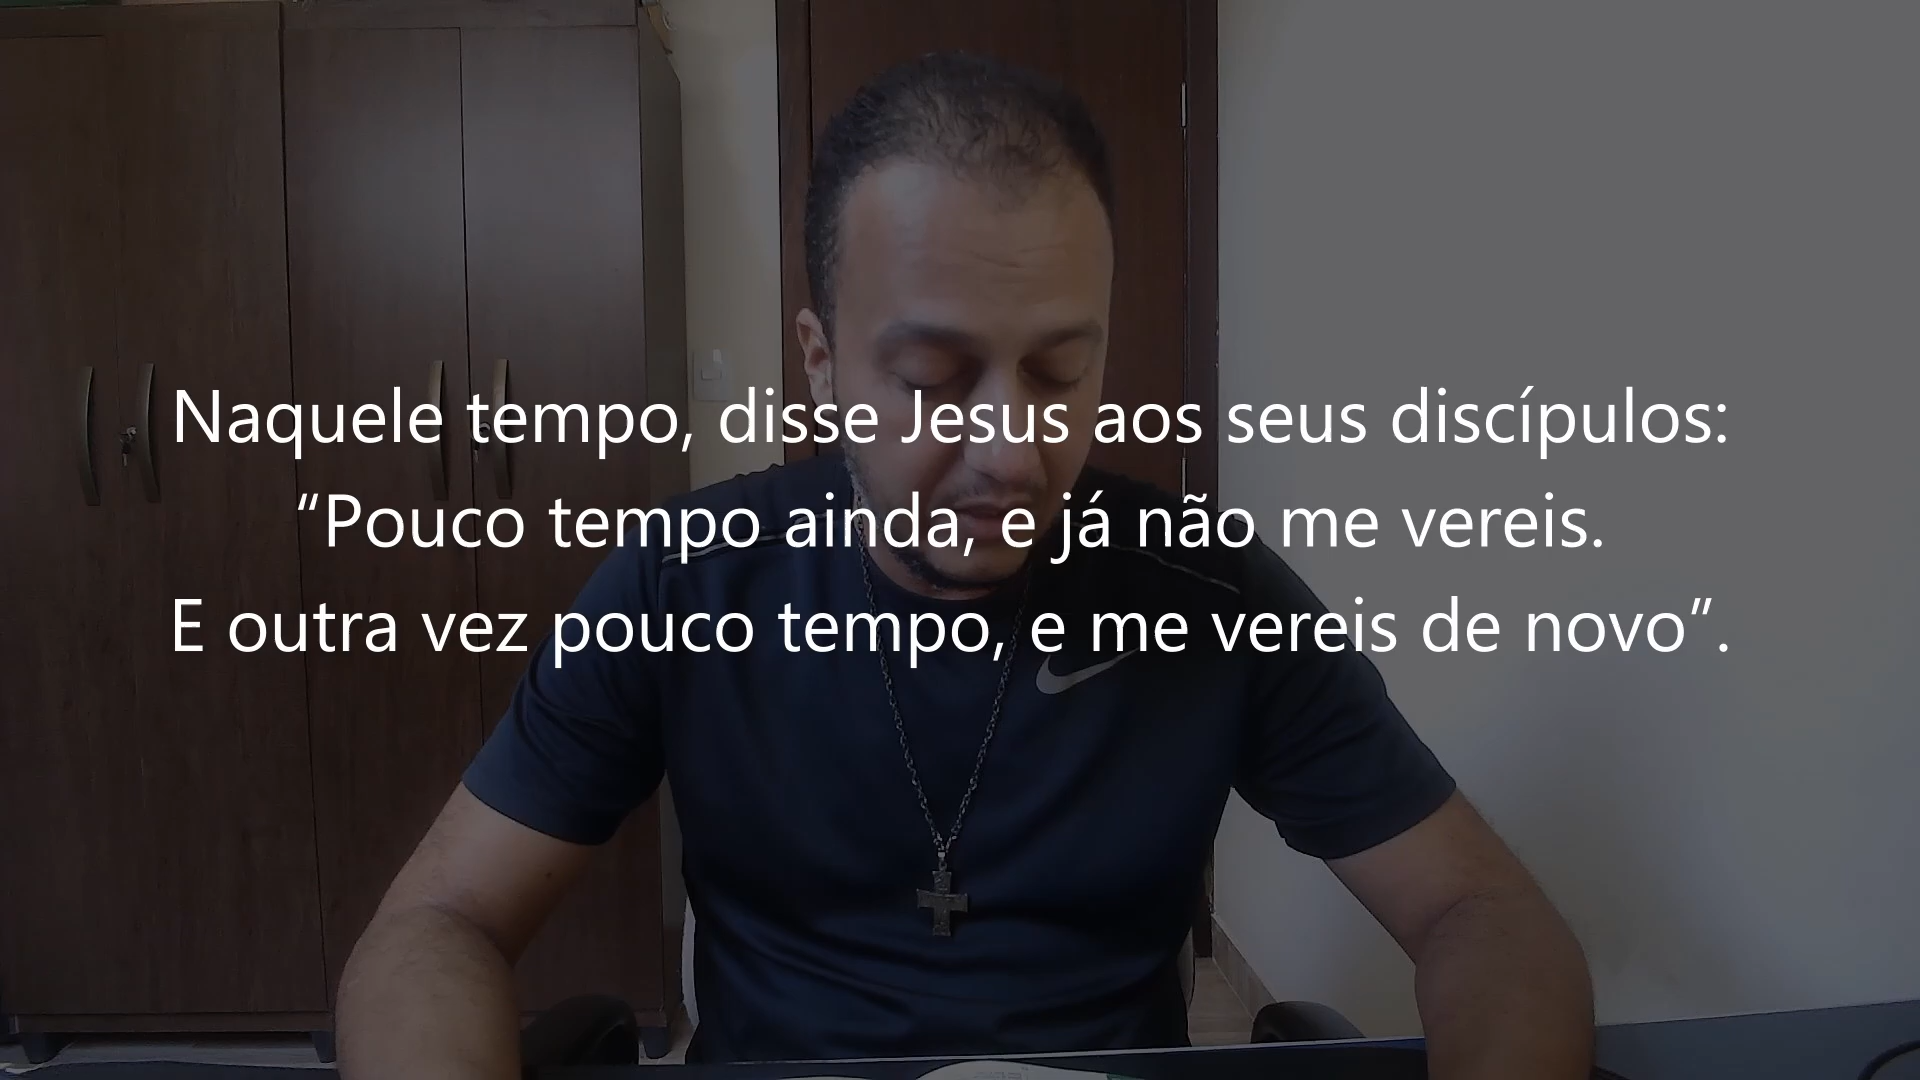 Naquele tempo, disse Jesus aos seus discípulos:
“Pouco tempo ainda, e já não me vereis.
E outra vez pouco tempo, e me vereis de novo”.